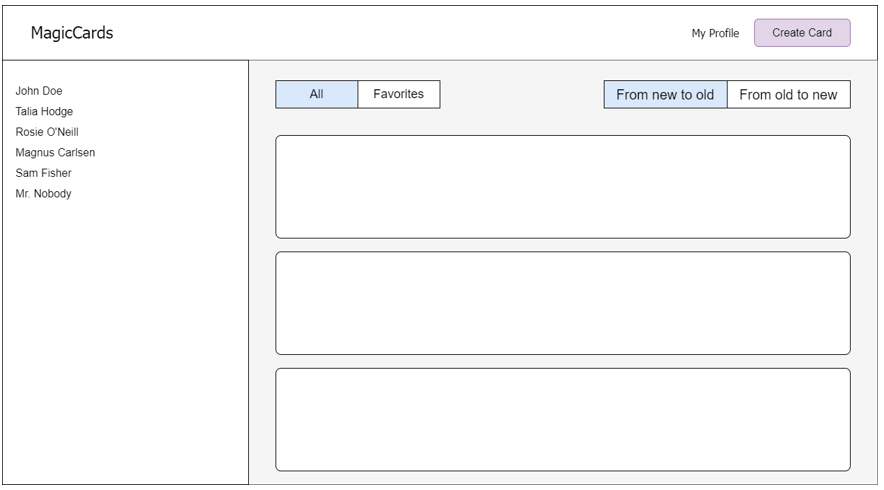 MagicCards
My Profile
Create Card
John Doe
Talia Hodge
Rosie O'Neill
Magnus Carlsen
Sam Fisher
Mr. Nobody
All
Favorites
From new to old
From old to new